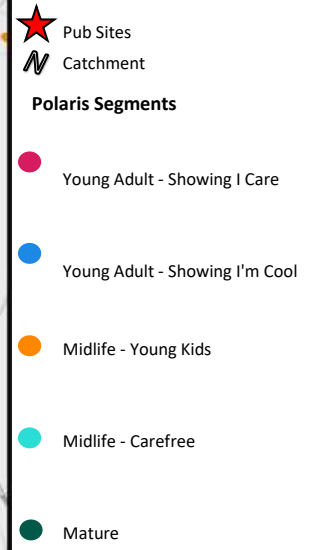 Pub Sites
Catchment
Polaris Segments
Young Adult - Showing I Care
Young Adult - Showing I'm Cool
Midlife - Young Kids
Midlife - Carefree
Mature